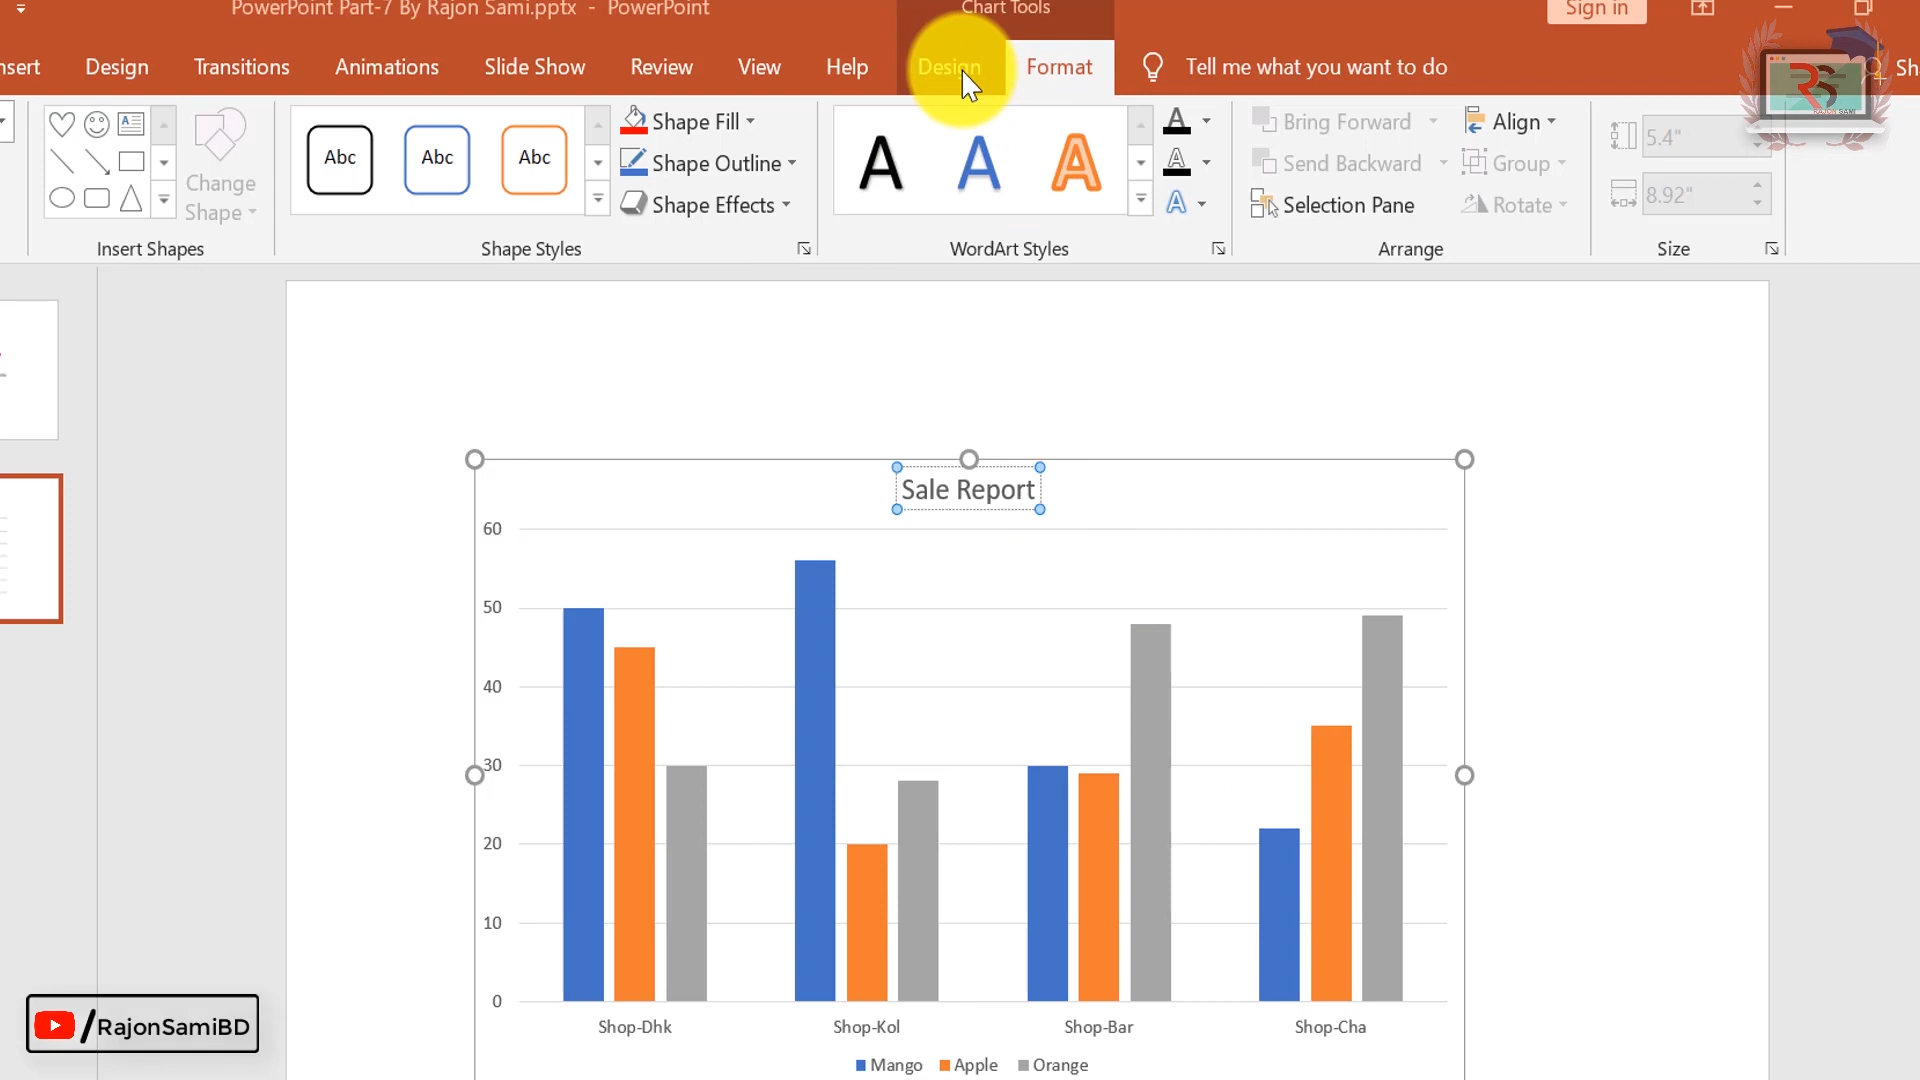 PowerPoint Part-7 By Rajon Sami.pptx - PowerPoint
Chart Tools
Sign in
nsert Design Transitions Animations Slide Show Review View Help Design Format Tell me what you want to do Sh
Abc Abc Abc
Shape Fill
Shape Outline
Shape Effects
Change
Shape
A A A
A
A
A
Bring Forward
Send Backward
Selection Pane
Align
Group
Rotate
5.4"
8.92"
RS
RAJON SAMI
Insert Shapes Shape Styles WordArt Styles Arrange Size
Sale Report
60
50
40
30
20
10
0
Shop-Dhk Shop-Kol Shop-Bar Shop-Cha
Mango Apple Orange
/RajonSamiBD